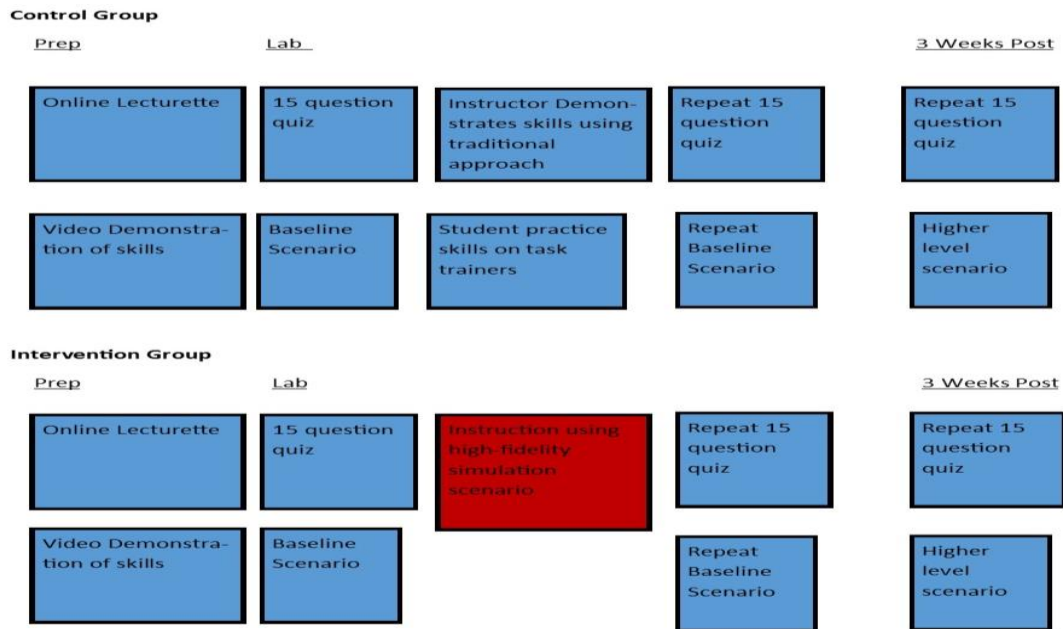 Control Group
Prep
Lab
3 Weeks Post
Online Lecturette
15 question
quiz
Instructor Demon-
strates skills using
traditional
approach
Repeat 15
question
quiz
Repeat 15
question
quiz
Video Demonstra-
tion of skills
Baseline
Scenario
Student practice
skills on task
trainers
Repeat
Baseline
Scenario
Higher
level
scenario
Intervention Group
Prep
Lab
3 Weeks Post
Online Lecturette
15 question
quiz
Instruction using
high-fidelity
simulation
scenario
Repeat 15
question
quiz
Repeat 15
question
quiz
Video Demonstra-
tion of skills
Baseline
Scenario
Repeat
Baseline
Scenario
Higher
level
scenario